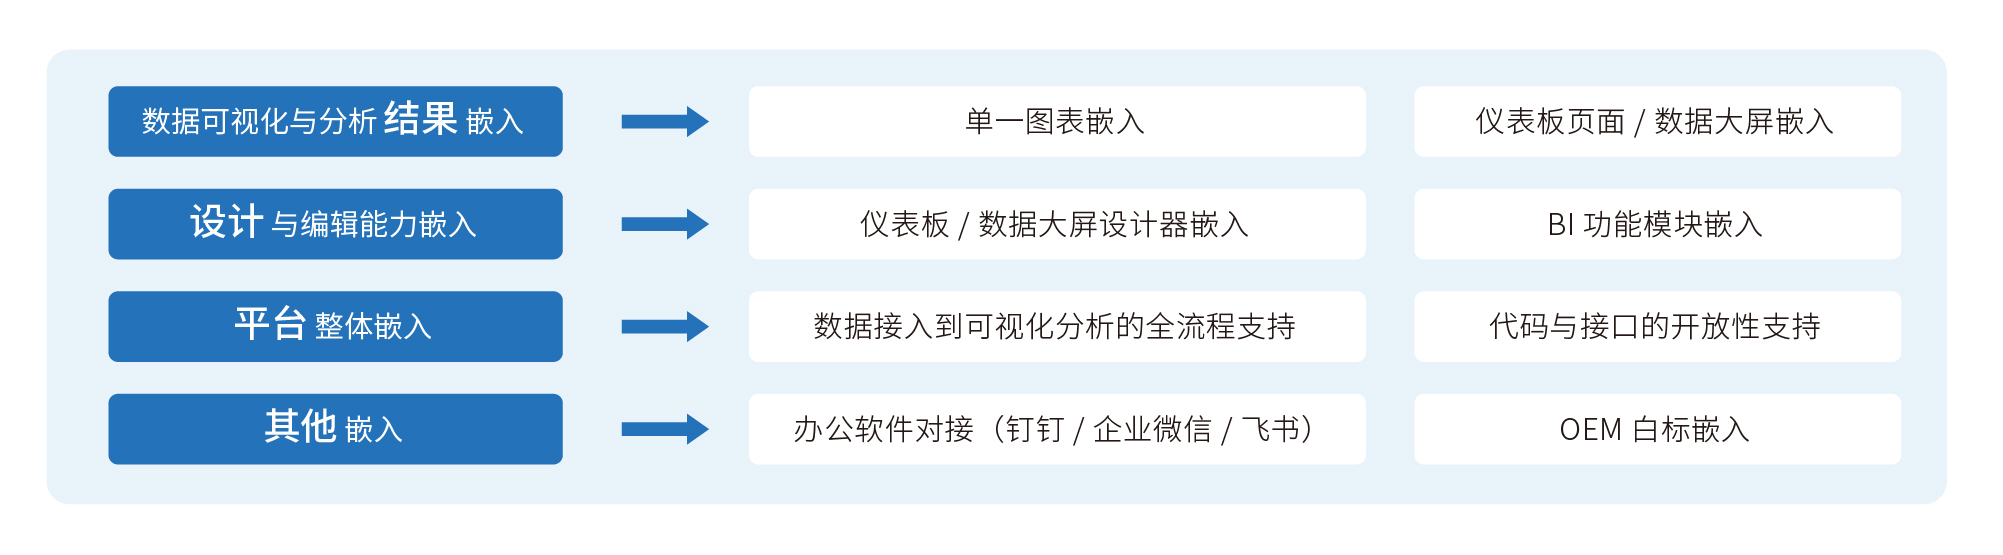 数据可视化与分析 结果 嵌入
单一图表嵌入
仪表板页面 / 数据大屏嵌入
设计 与编辑能力嵌入
仪表板 / 数据大屏设计器嵌入
BI 功能模块嵌入
平台 整体嵌入
数据接入到可视化分析的全流程支持
代码与接口的开放性支持
其他 嵌入
办公软件对接（钉钉 / 企业微信 / 飞书）
OEM 白标嵌入